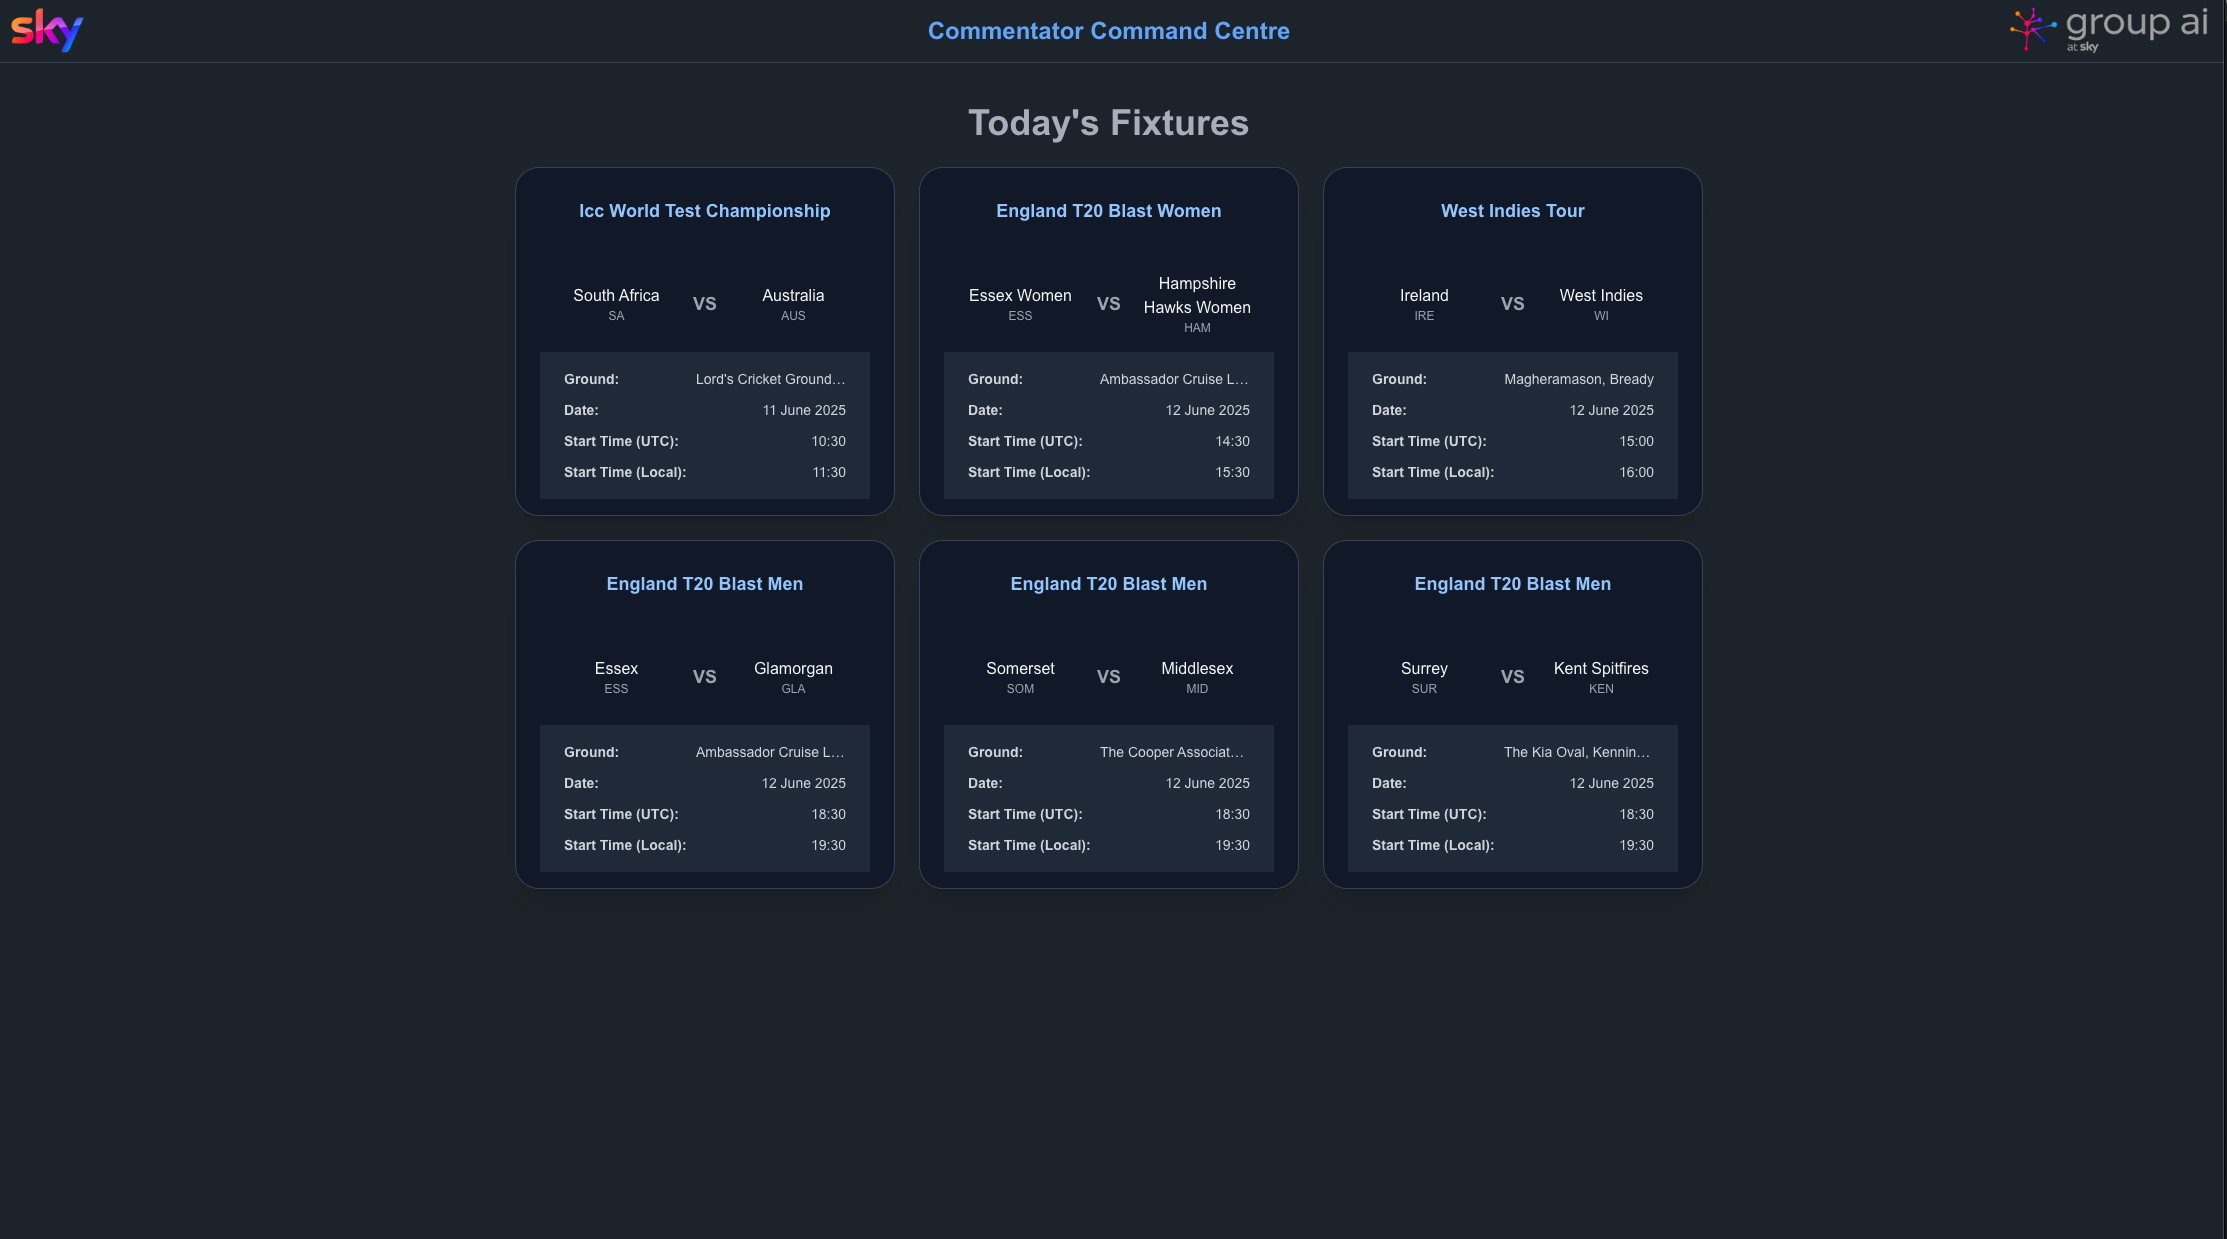 sky
Commentator Command Centre
group ai
at sky
Today's Fixtures
Icc World Test Championship
South Africa
SA
VS
Australia
AUS
Ground: Lord's Cricket Ground...
Date: 11 June 2025
Start Time (UTC): 10:30
Start Time (Local): 11:30
England T20 Blast Women
Essex Women
ESS
VS
Hampshire
Hawks Women
HAM
Ground: Ambassador Cruise L...
Date: 12 June 2025
Start Time (UTC): 14:30
Start Time (Local): 15:30
West Indies Tour
Ireland
IRE
VS
West Indies
WI
Ground: Magheramason, Bready
Date: 12 June 2025
Start Time (UTC): 15:00
Start Time (Local): 16:00
England T20 Blast Men
Essex
ESS
VS
Glamorgan
GLA
Ground: Ambassador Cruise L...
Date: 12 June 2025
Start Time (UTC): 18:30
Start Time (Local): 19:30
England T20 Blast Men
Somerset
SOM
VS
Middlesex
MID
Ground: The Cooper Associat...
Date: 12 June 2025
Start Time (UTC): 18:30
Start Time (Local): 19:30
England T20 Blast Men
Surrey
SUR
VS
Kent Spitfires
KEN
Ground: The Kia Oval, Kennin...
Date: 12 June 2025
Start Time (UTC): 18:30
Start Time (Local): 19:30